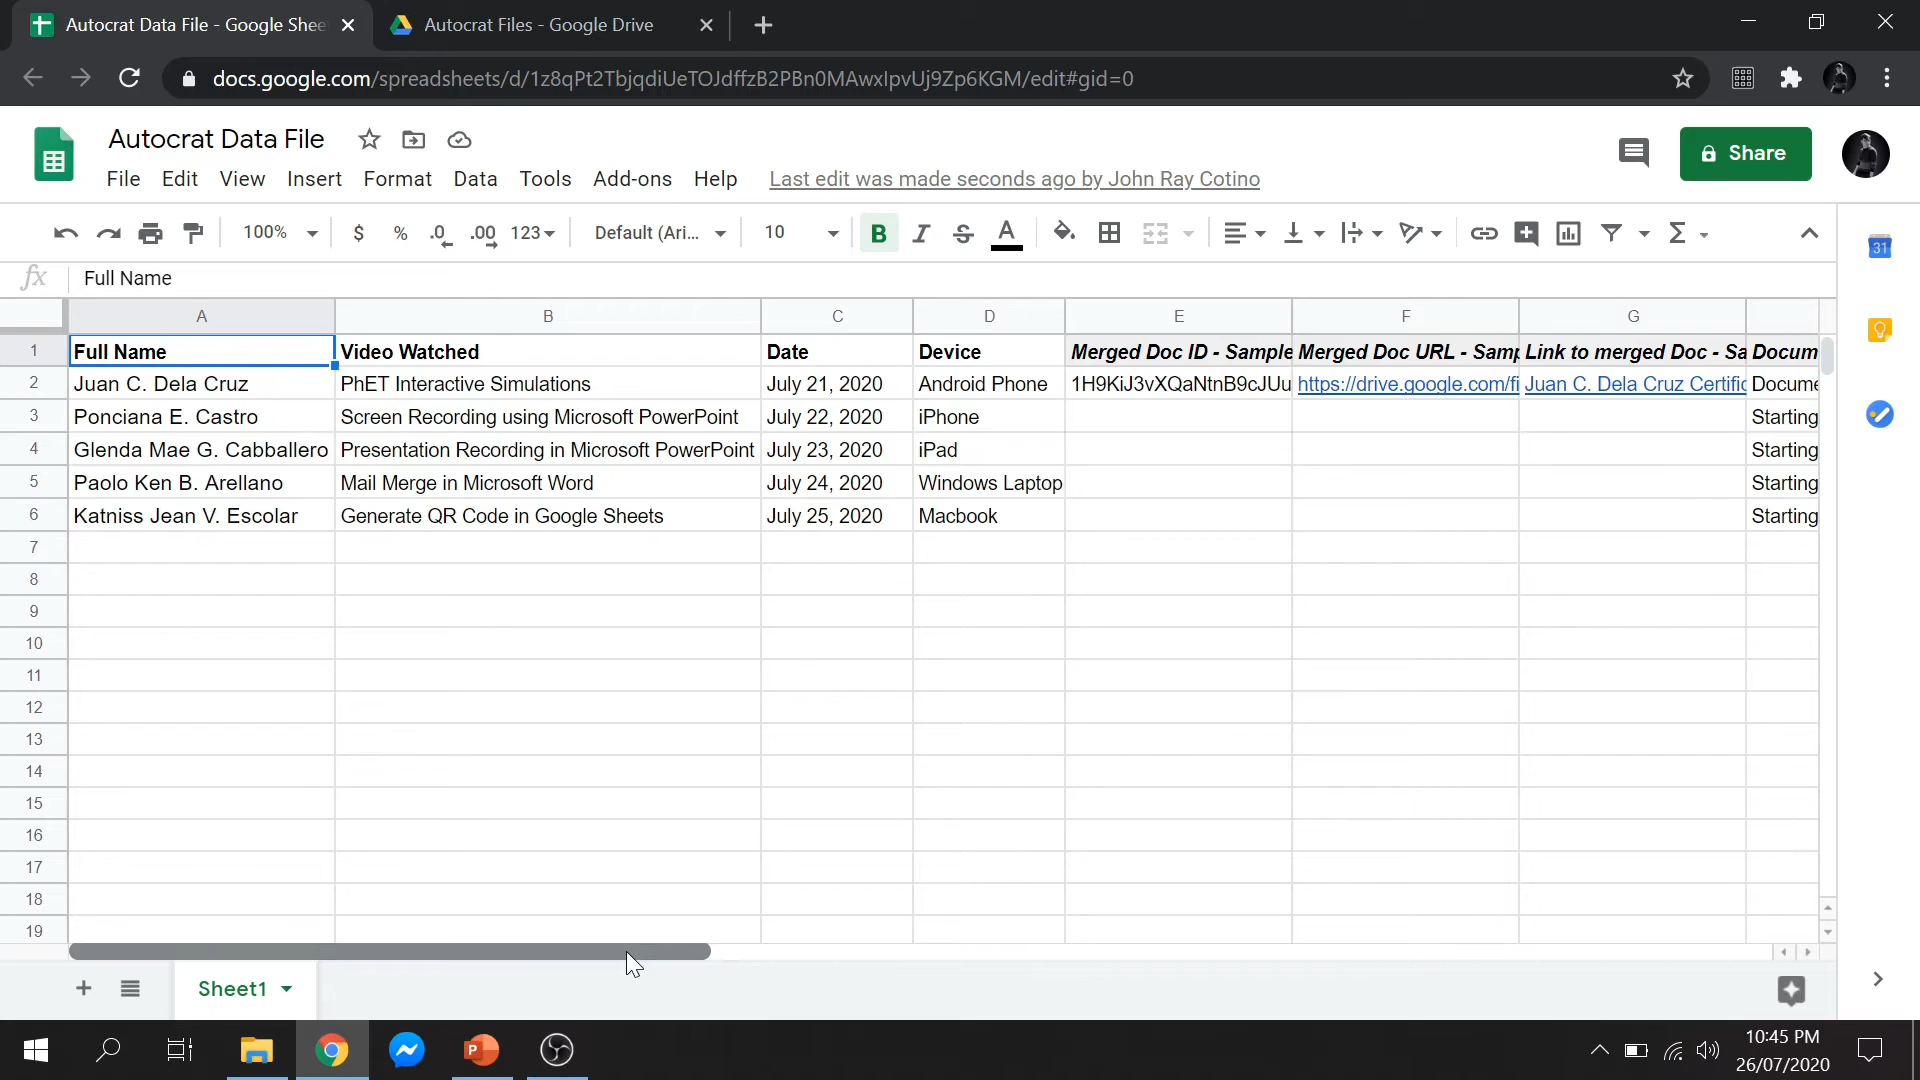 Autocrat Data File - Google Shee
Autocrat Files - Google Drive
docs.google.com/spreadsheets/d/1z8qPt2TbjqdiUeTOJdffzB2PBn0MAwxIpvUj9Zp6KGM/edit#gid=0
Autocrat Data File
Share
File Edit View Insert Format Data Tools Add-ons Help Last edit was made seconds ago by John Ray Cotino
100% $ % .0 .00 123 Default (Ari... 10 B I S A Σ
31
fx Full Name
A B C D E F G
1 Full Name Video Watched Date Device Merged Doc ID - Sample Merged Doc URL - Samp Link to merged Doc - Sa Docum
2 Juan C. Dela Cruz PhET Interactive Simulations July 21, 2020 Android Phone 1H9KiJ3vXQaNtnB9cJUu https://drive.google.com/fi Juan C. Dela Cruz Certific Docume
3 Ponciana E. Castro Screen Recording using Microsoft PowerPoint July 22, 2020 iPhone Starting
4 Glenda Mae G. Cabballero Presentation Recording in Microsoft PowerPoint July 23, 2020 iPad Starting
5 Paolo Ken B. Arellano Mail Merge in Microsoft Word July 24, 2020 Windows Laptop Starting
6 Katniss Jean V. Escolar Generate QR Code in Google Sheets July 25, 2020 Macbook Starting
7
8
9
10
11
12
13
14
15
16
17
18
19
Sheet1
10:45 PM
26/07/2020